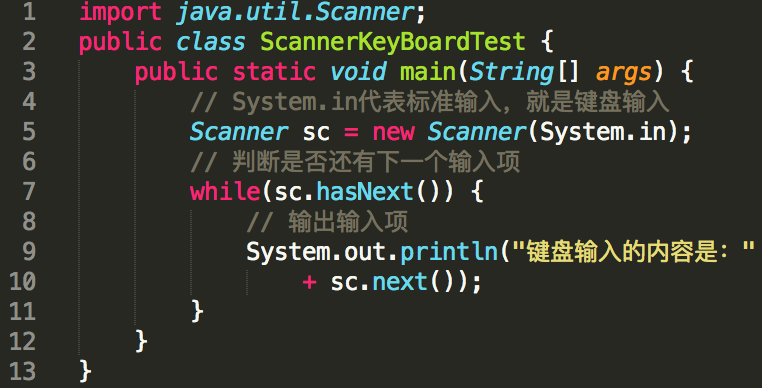 1 import java.util.Scanner;
2 public class ScannerKeyBoardTest {
3     public static void main(String[] args) {
4         // System.in代表标准输入，就是键盘输入
5         Scanner sc = new Scanner(System.in);
6         // 判断是否还有下一个输入项
7         while(sc.hasNext()) {
8             // 输出输入项
9             System.out.println("键盘输入的内容是："
10                 + sc.next());
11         }
12     }
13 }